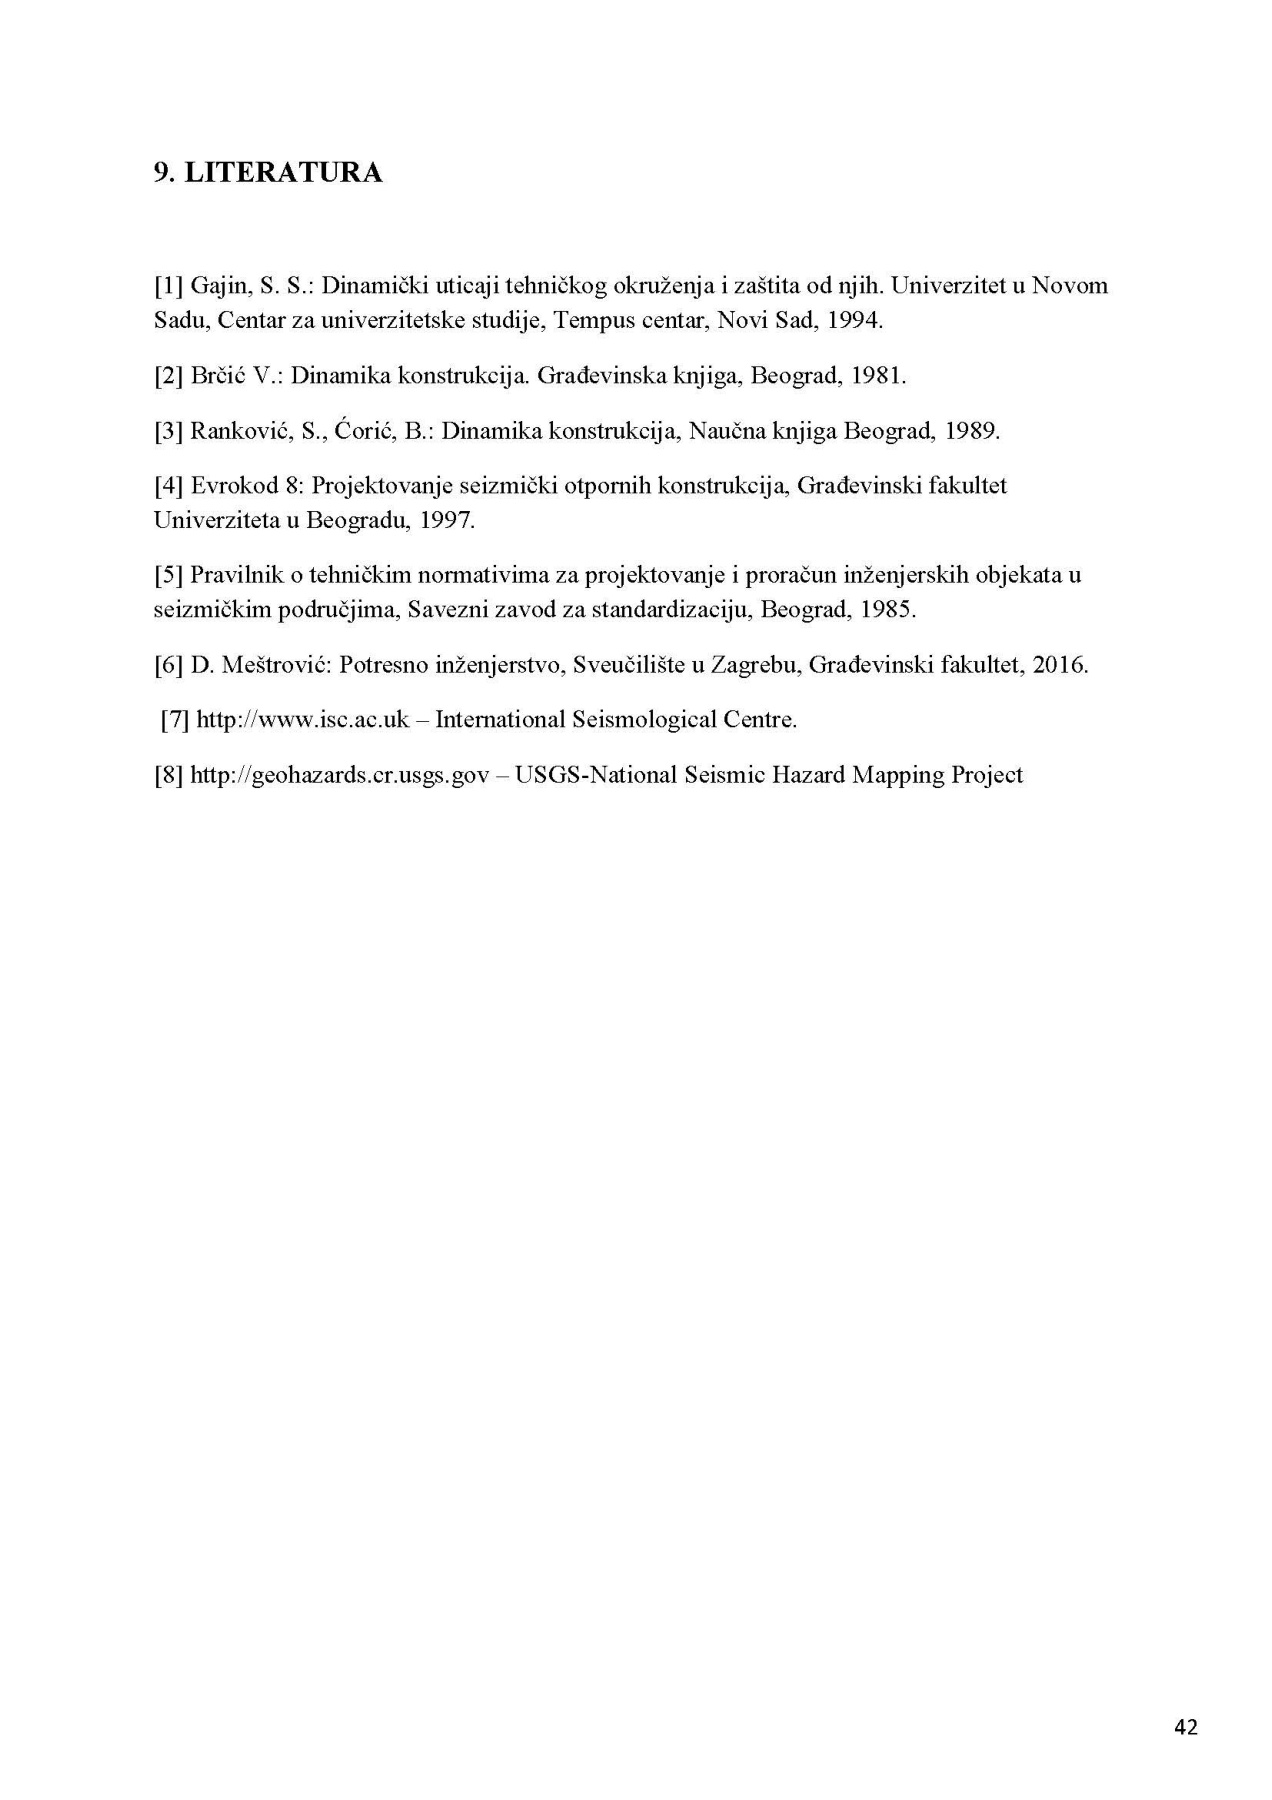 9. LITERATURA
[1] Gajin, S. S.: Dinamički uticaji tehničkog okruženja i zaštita od njih. Univerzitet u Novom
Sadu, Centar za univerzitetske studije, Tempus centar, Novi Sad, 1994.
[2] Brčić V.: Dinamika konstrukcija. Građevinska knjiga, Beograd, 1981.
[3] Ranković, S., Ćorić, B.: Dinamika konstrukcija, Naučna knjiga Beograd, 1989.
[4] Evrokod 8: Projektovanje seizmički otpornih konstrukcija, Građevinski fakultet
Univerziteta u Beogradu, 1997.
[5] Pravilnik o tehničkim normativima za projektovanje i proračun inženjerskih objekata u
seizmičkim područjima, Savezni zavod za standardizaciju, Beograd, 1985.
[6] D. Meštrović: Potresno inženjerstvo, Sveučilište u Zagrebu, Građevinski fakultet, 2016.
[7] http://www.isc.ac.uk – International Seismological Centre.
[8] http://geohazards.cr.usgs.gov – USGS-National Seismic Hazard Mapping Project
42